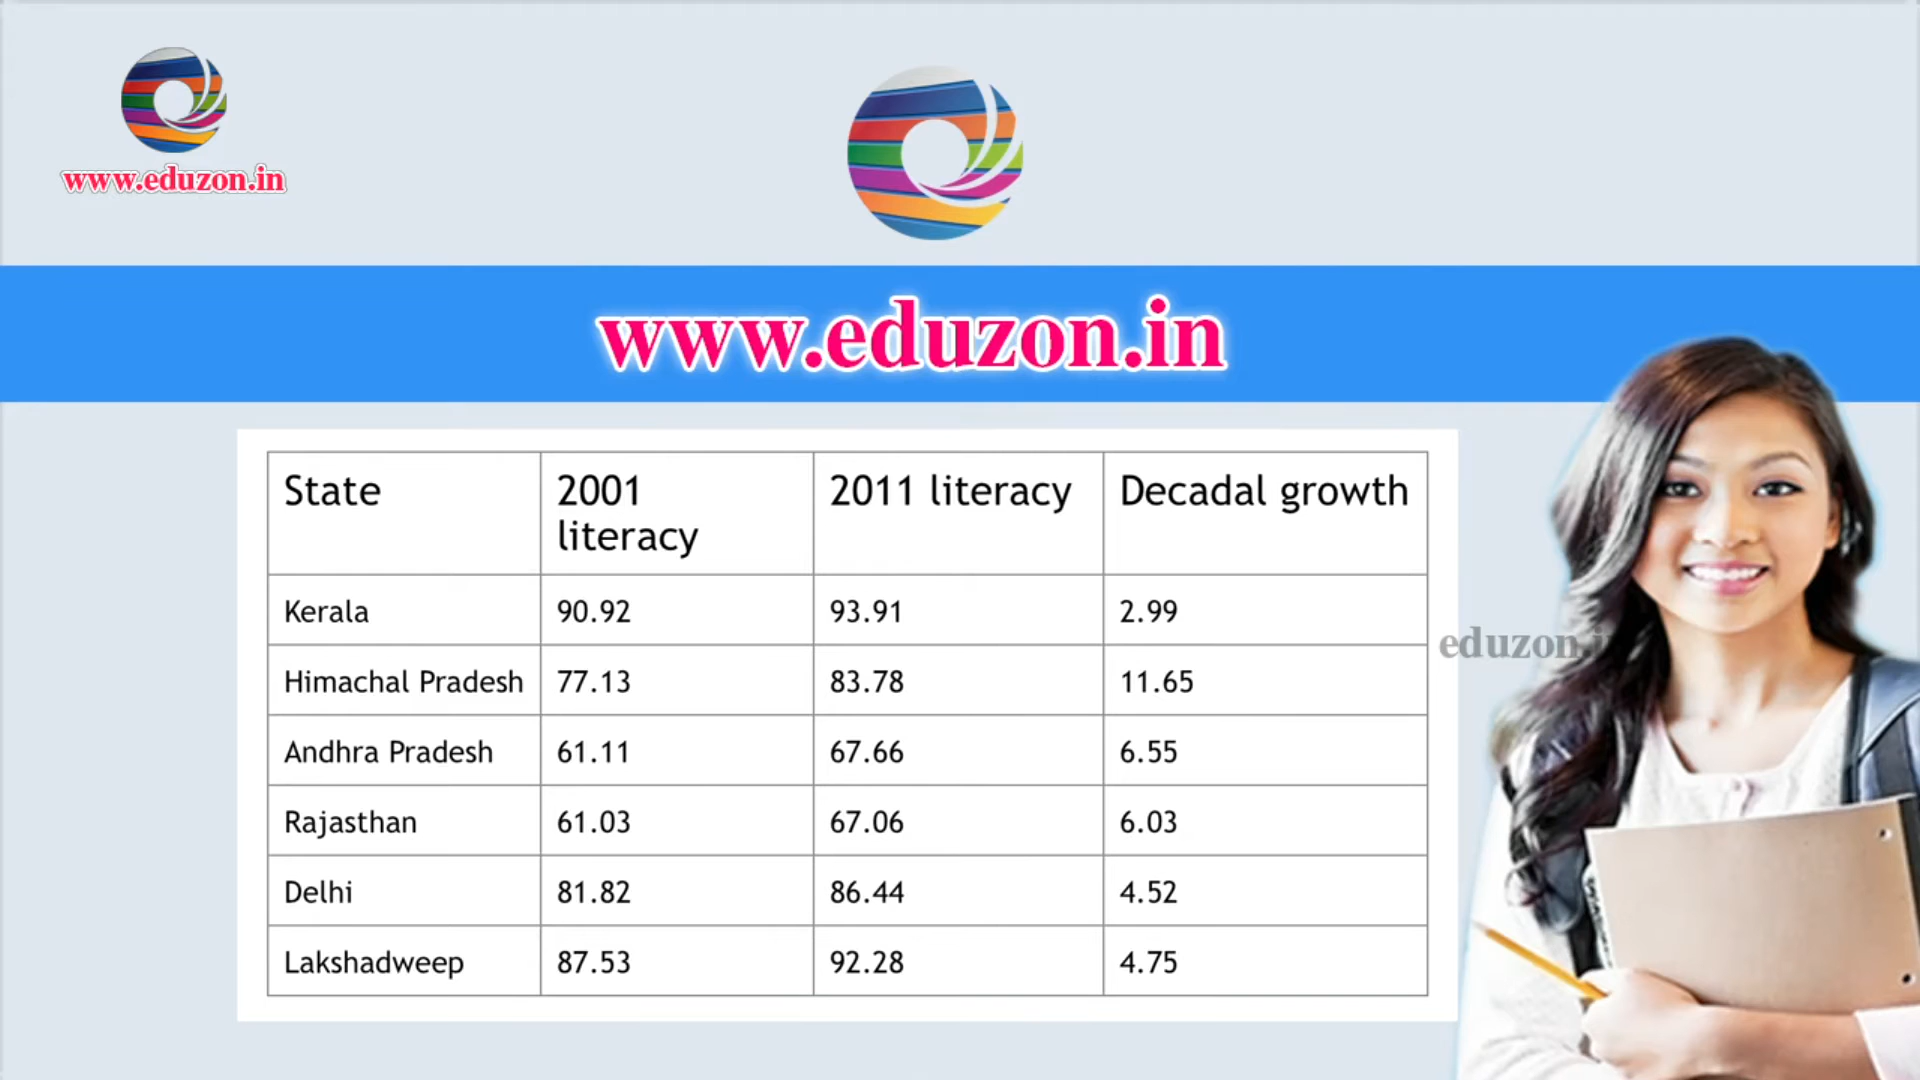 www.eduzon.in
www.eduzon.in
State 2001 literacy 2011 literacy Decadal growth
Kerala 90.92 93.91 2.99
Himachal Pradesh 77.13 83.78 11.65
Andhra Pradesh 61.11 67.66 6.55
Rajasthan 61.03 67.06 6.03
Delhi 81.82 86.44 4.52
Lakshadweep 87.53 92.28 4.75
eduzon.in